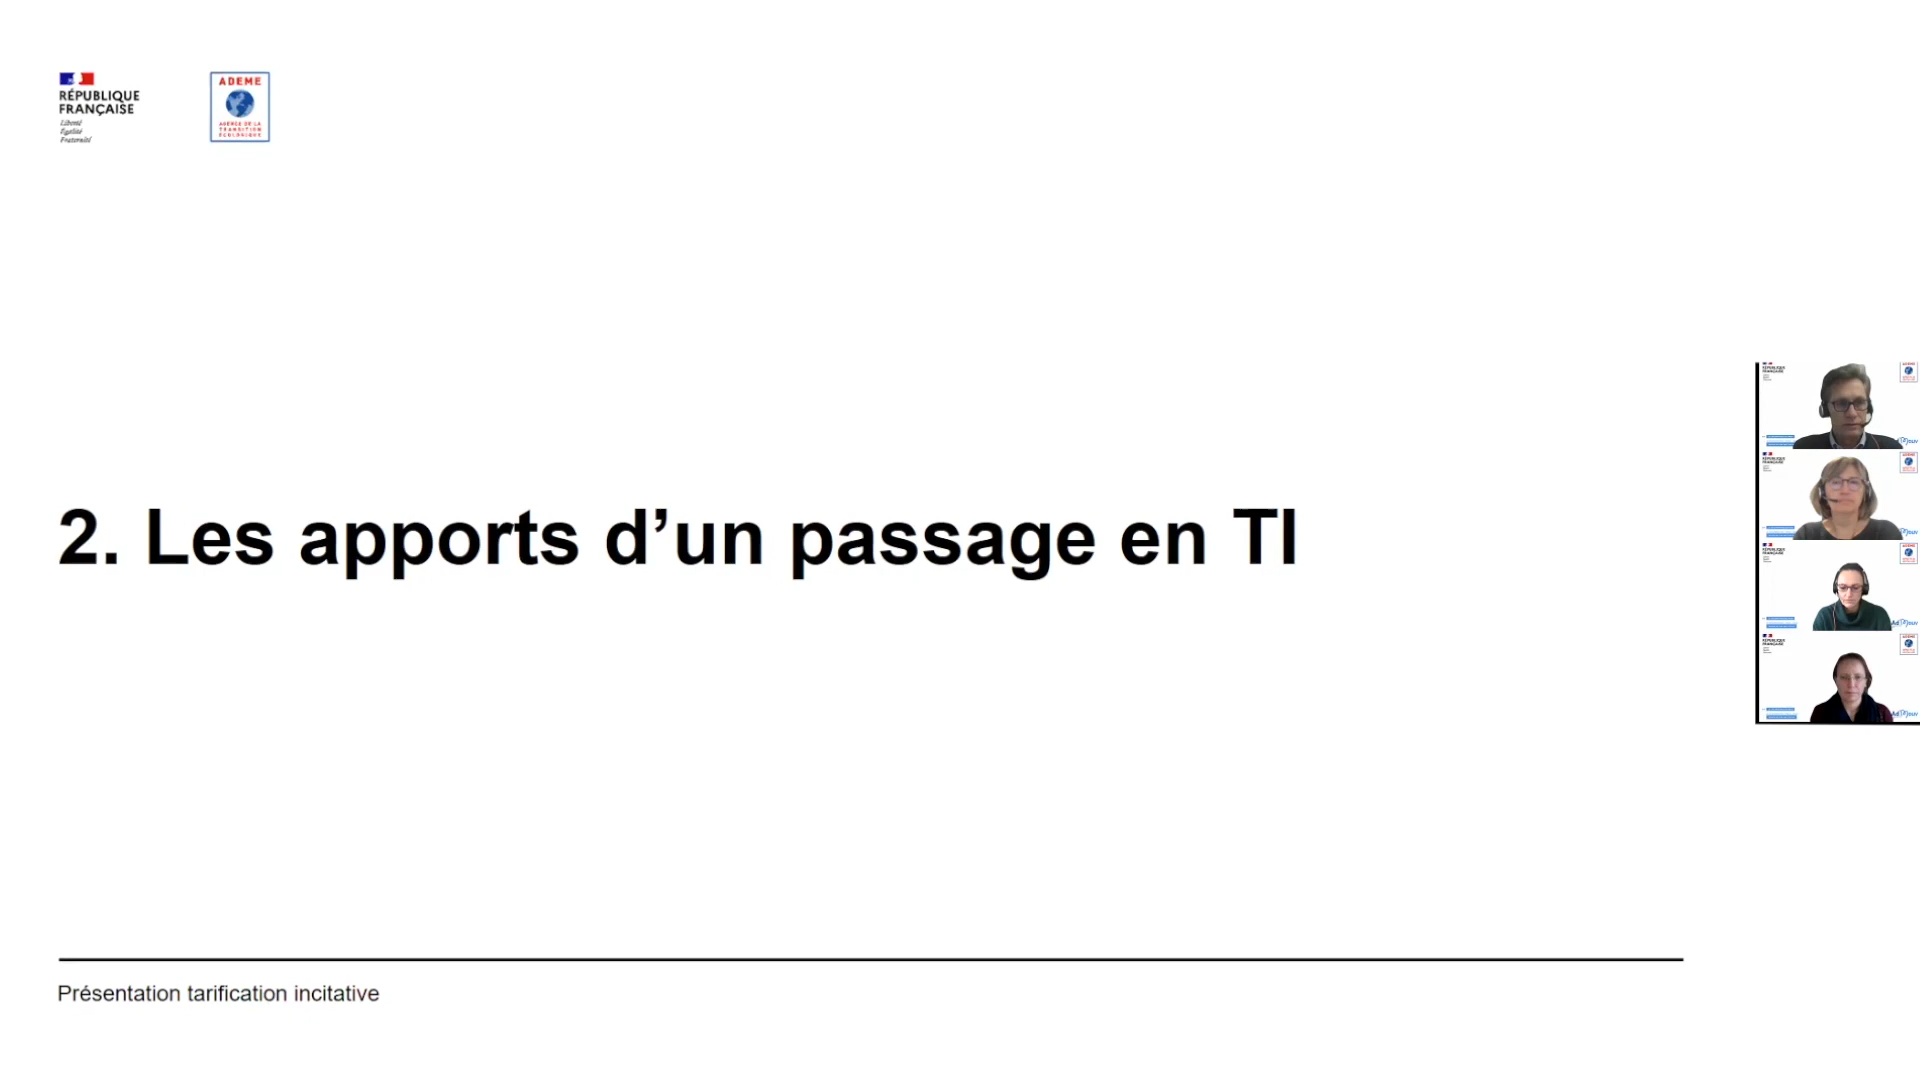 RÉPUBLIQUE
FRANÇAISE
Liberté
Égalité
Fraternité
ADEME
AGENCE DE LA
TRANSITION
ÉCOLOGIQUE
2. Les apports d’un passage en TI
Présentation tarification incitative